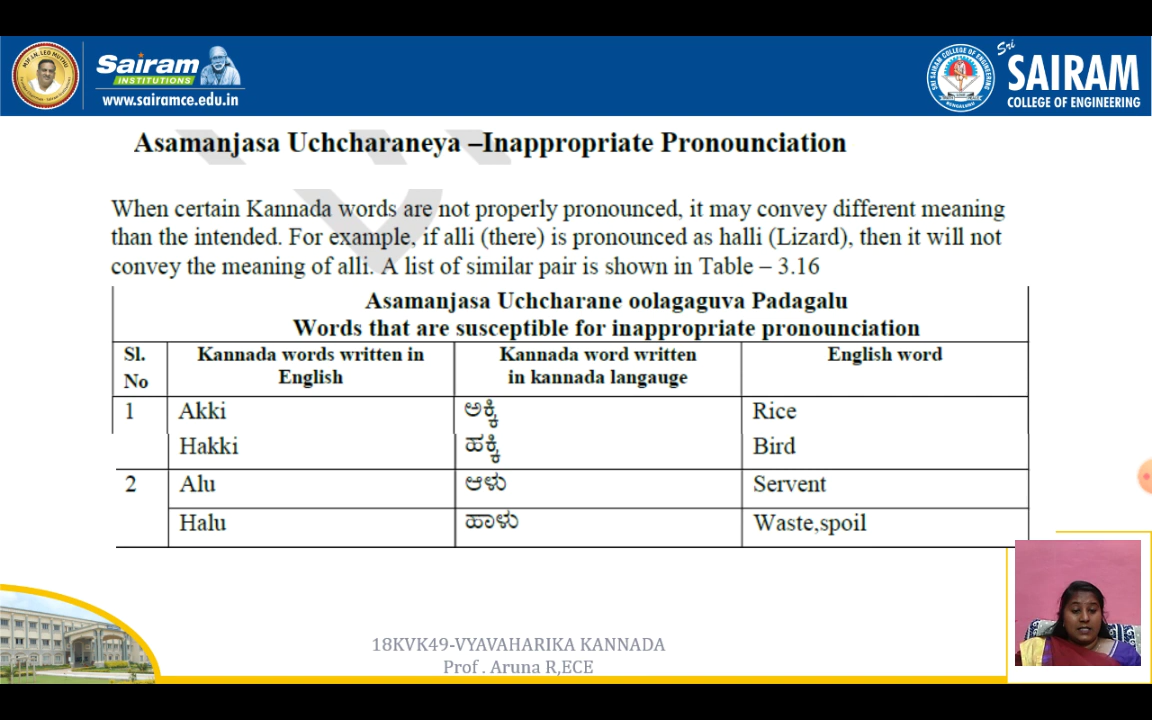 Sairam
INSTITUTIONS
www.sairamce.edu.in
Sri
SAIRAM
COLLEGE OF ENGINEERING
Asamanjasa Uchcharaneya –Inappropriate Pronounciation
When certain Kannada words are not properly pronounced, it may convey different meaning
than the intended. For example, if alli (there) is pronounced as halli (Lizard), then it will not
convey the meaning of alli. A list of similar pair is shown in Table – 3.16
Asamanjasa Uchcharane oolagaguva Padagalu
Words that are susceptible for inappropriate pronounciation
Sl. No Kannada words written in English Kannada word written in kannada langauge English word
1 Akki ಅಕ್ಕಿ Rice
Hakki ಹಕ್ಕಿ Bird
2 Alu ಆಳು Servent
Halu ಹಾಳು Waste,spoil
18KVK49-VYAVAHARIKA KANNADA
Prof . Aruna R,ECE